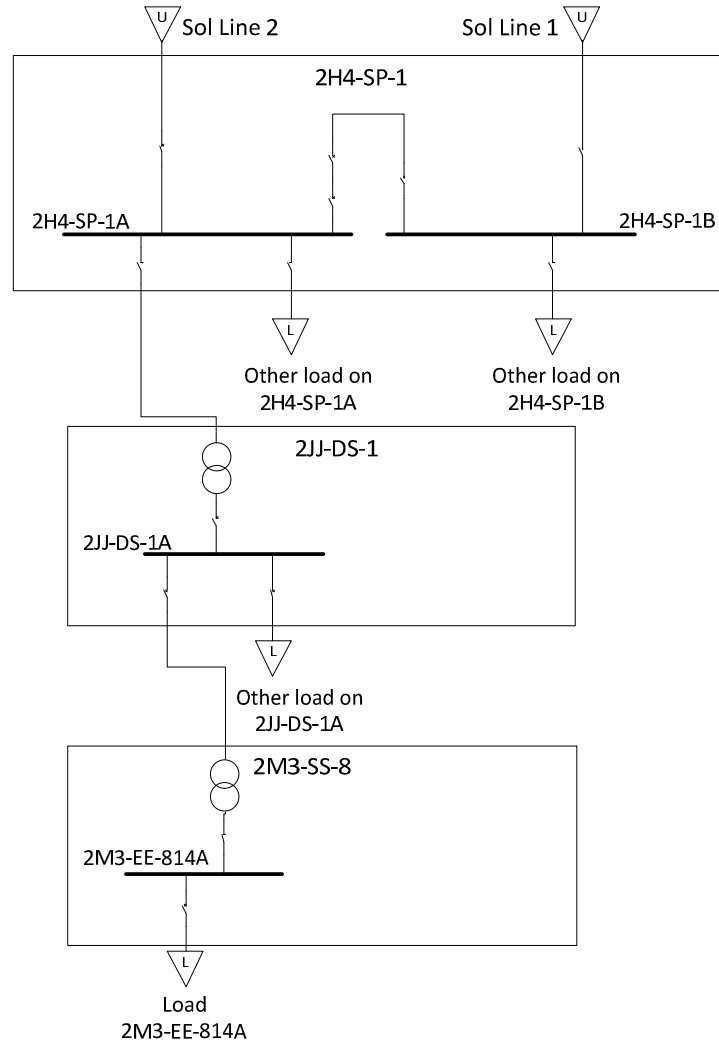 U
Sol Line 2
U
Sol Line 1
2H4-SP-1
2H4-SP-1A
2H4-SP-1B
L
L
Other load on
2H4-SP-1A
Other load on
2H4-SP-1B
2JJ-DS-1
2JJ-DS-1A
L
Other load on
2JJ-DS-1A
2M3-SS-8
2M3-EE-814A
L
Load
2M3-EE-814A